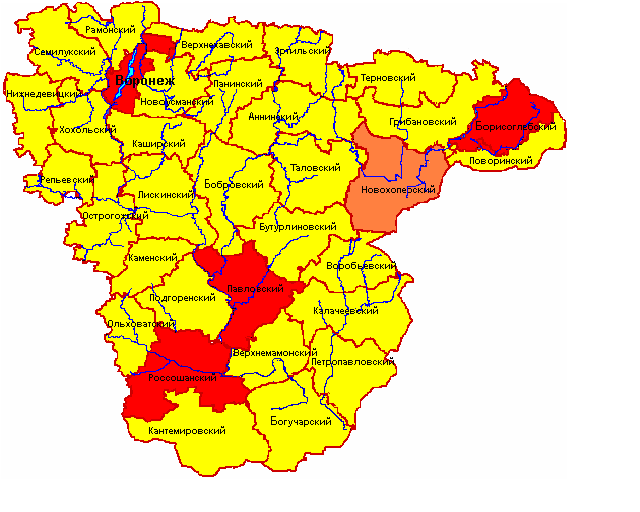 Рамонский
Семилукский
Верхнехавский
Эртильский
Воронеж
Терновский
Панинский
Нижнедевицкий
Новоусманский
Аннинский
Грибановский
Борисоглебский
Хохольский
Каширский
Поворинский
Таловский
Репьевский
Бобровский
Лискинский
Новохоперский
Острогожский
Бутурлиновский
Каменский
Воробьевский
Павловский
Подгоренский
Калачеевский
Ольховатский
Верхнемамонский
Петропавловский
Россошанский
Богучарский
Кантемировский